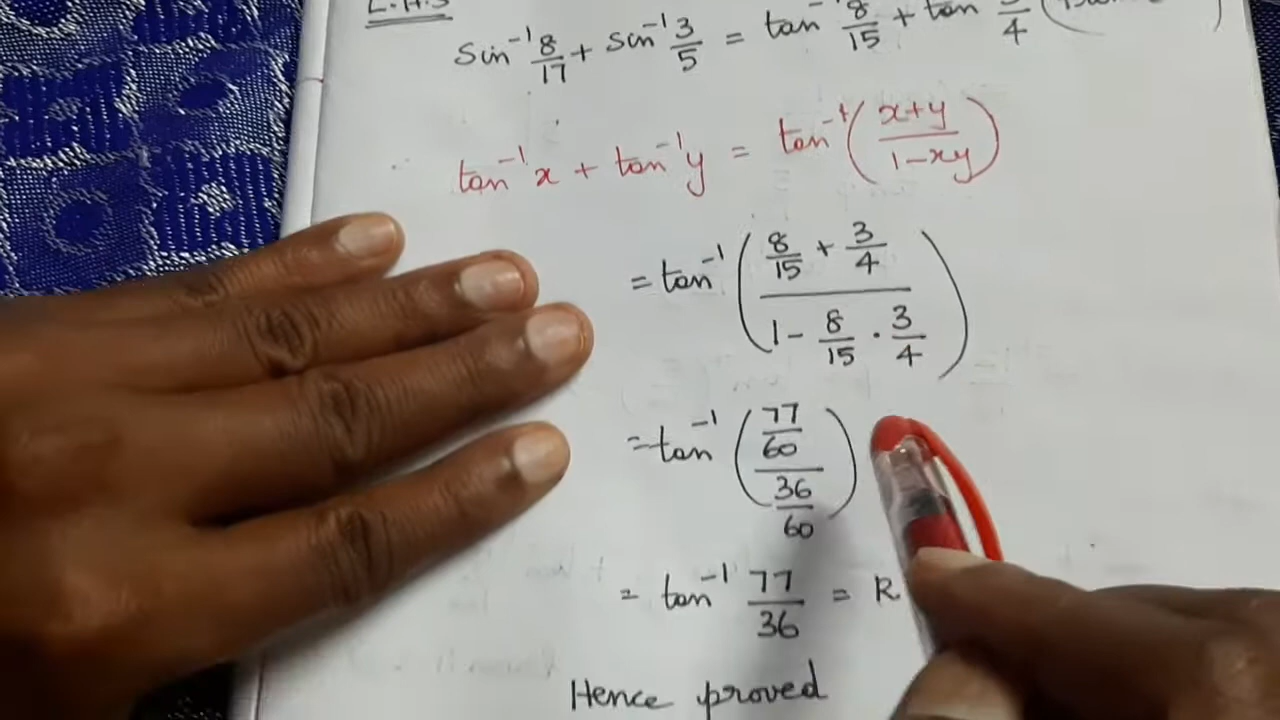 L.H.S
sin⁻¹ 8/17 + sin⁻¹ 3/5 = tan⁻¹ 8/15 + tan 3/4 (
tan⁻¹x + tan⁻¹y = tan⁻¹((x+y)/(1-xy))
= tan⁻¹((8/15 + 3/4)/(1 - 8/15 · 3/4))
= tan⁻¹((77/60)/(36/60))
= tan⁻¹ 77/36 = R
Hence proved